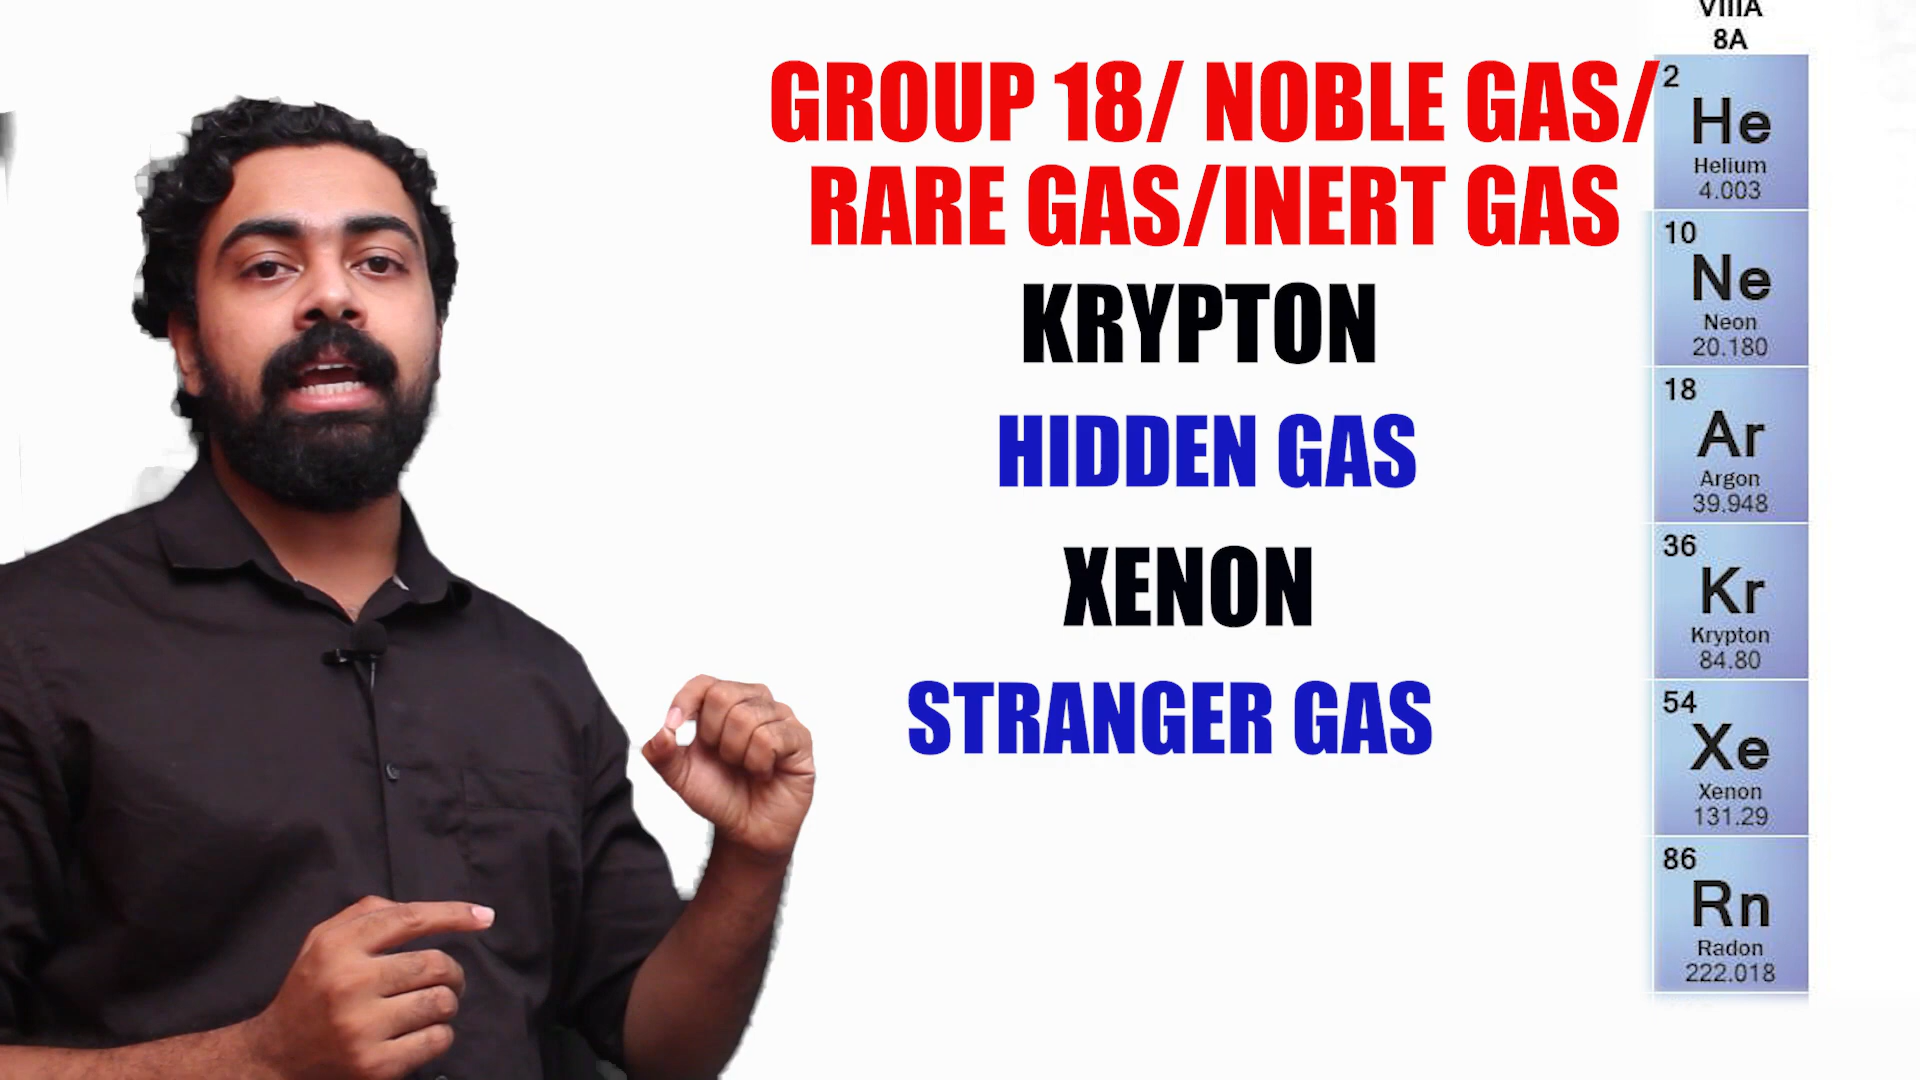 GROUP 18/ NOBLE GAS/
RARE GAS/INERT GAS
KRYPTON
HIDDEN GAS
XENON
STRANGER GAS
VIIIA
8A
2
He
Helium
4.003
10
Ne
Neon
20.180
18
Ar
Argon
39.948
36
Kr
Krypton
84.80
54
Xe
Xenon
131.29
86
Rn
Radon
222.018